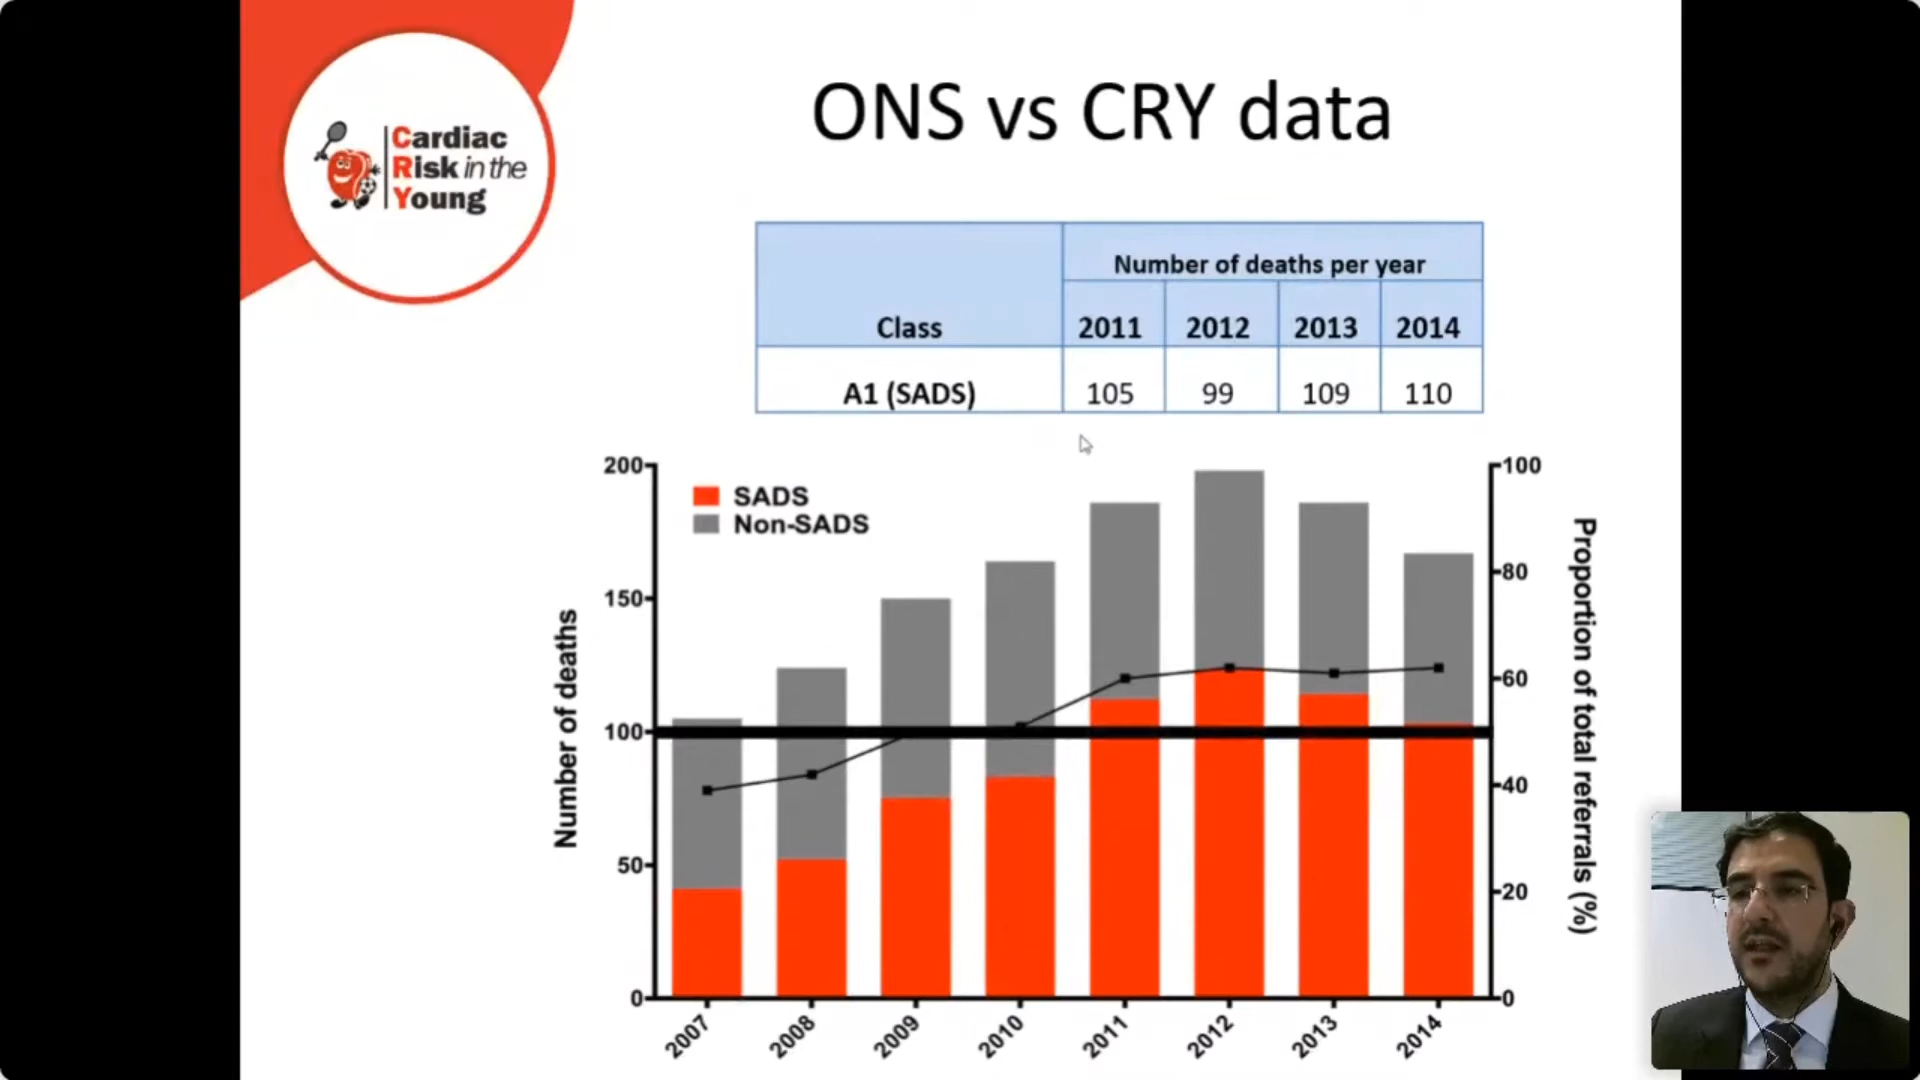 Cardiac
Risk in the
Young
ONS vs CRY data
Number of deaths per year
Class 2011 2012 2013 2014
A1 (SADS) 105 99 109 110
SADS
Non-SADS
Number of deaths
200
150
100
50
0
100
80
60
40
20
0
Proportion of total referrals (%)
2007 2008 2009 2010 2011 2012 2013 2014